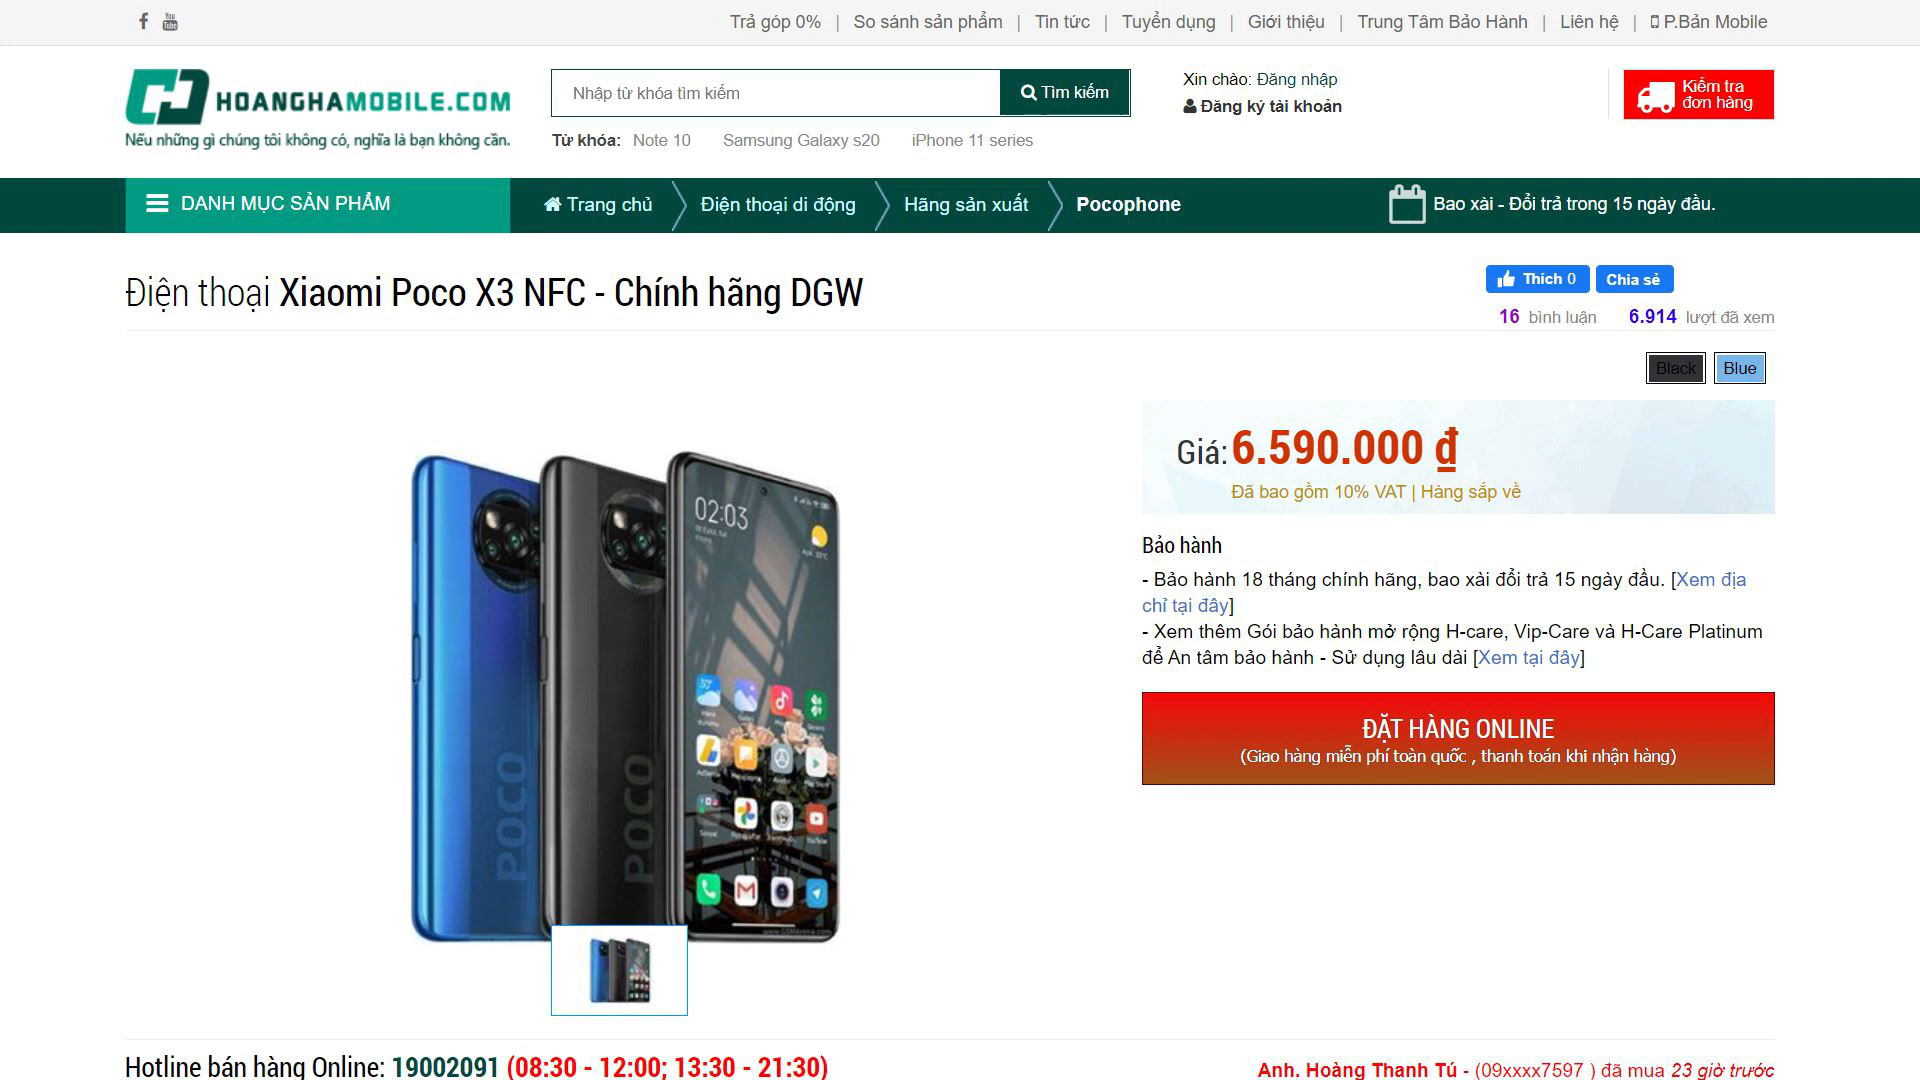 Trả góp 0% | So sánh sản phẩm | Tin tức | Tuyển dụng | Giới thiệu | Trung Tâm Bảo Hành | Liên hệ | P.Bản Mobile
HOANGHAMOBILE.COM
Nếu những gì chúng tôi không có, nghĩa là bạn không cần.
Nhập từ khóa tìm kiếm
Tìm kiếm
Từ khóa: Note 10 Samsung Galaxy s20 iPhone 11 series
Xin chào: Đăng nhập
Đăng ký tài khoản
Kiểm tra
đơn hàng
DANH MỤC SẢN PHẨM
Trang chủ Điện thoại di động Hãng sản xuất Pocophone
Bao xài - Đổi trả trong 15 ngày đầu.
Điện thoại Xiaomi Poco X3 NFC - Chính hãng DGW
Thích 0 Chia sẻ
16 bình luận 6.914 lượt đã xem
Black Blue
02:03
POCO
POCO
Giá: 6.590.000 ₫
Đã bao gồm 10% VAT | Hàng sắp về
Bảo hành
- Bảo hành 18 tháng chính hãng, bao xài đổi trả 15 ngày đầu. [Xem địa
chỉ tại đây]
- Xem thêm Gói bảo hành mở rộng H-care, Vip-Care và H-Care Platinum
để An tâm bảo hành - Sử dụng lâu dài [Xem tại đây]
ĐẶT HÀNG ONLINE
(Giao hàng miễn phí toàn quốc , thanh toán khi nhận hàng)
Hotline bán hàng Online: 19002091 (08:30 - 12:00; 13:30 - 21:30)
Anh. Hoàng Thanh Tú - (09xxxx7597 ) đã mua 23 giờ trước